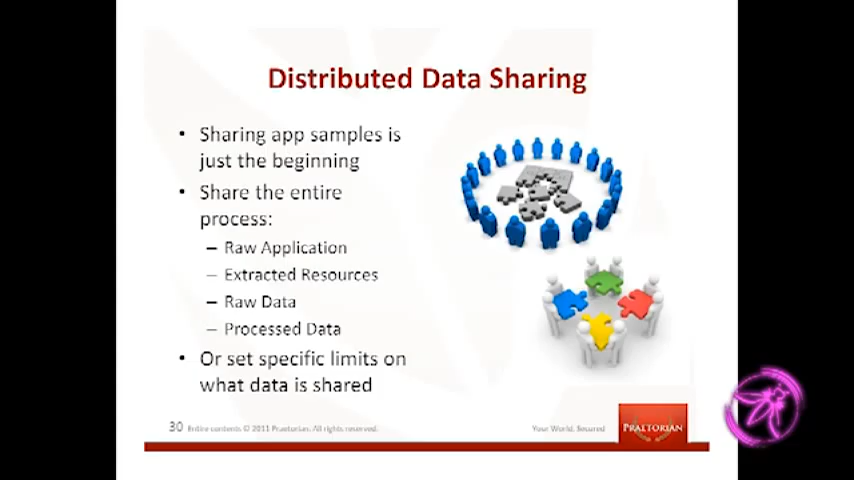 Distributed Data Sharing
• Sharing app samples is
just the beginning
• Share the entire
process:
– Raw Application
– Extracted Resources
– Raw Data
– Processed Data
• Or set specific limits on
what data is shared
30 Entire contents © 2011 Praetorian. All rights reserved.
Your World, Secured
PRAETORIAN